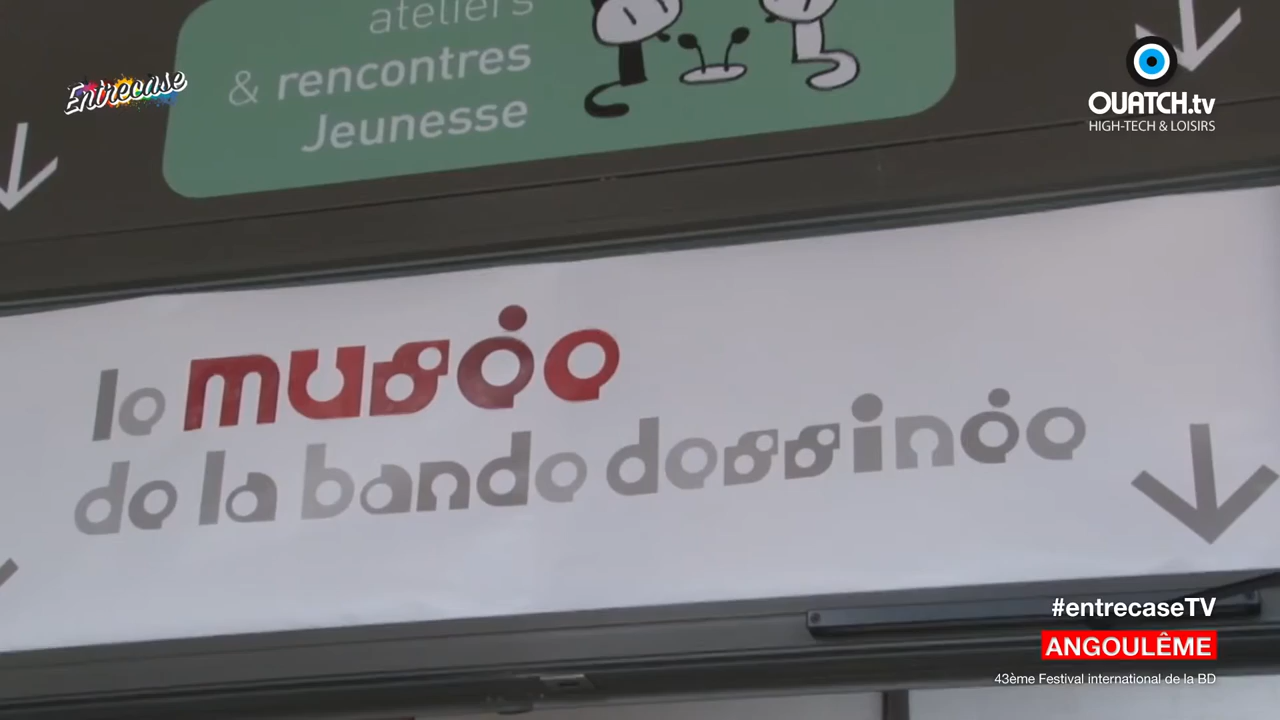 ateliers
& rencontres
Jeunesse
Entrecase
OUATCH.tv
HIGH-TECH & LOISIRS
le musée
de la bande dessinée
#entrecaseTV
ANGOULÊME
43ème Festival international de la BD